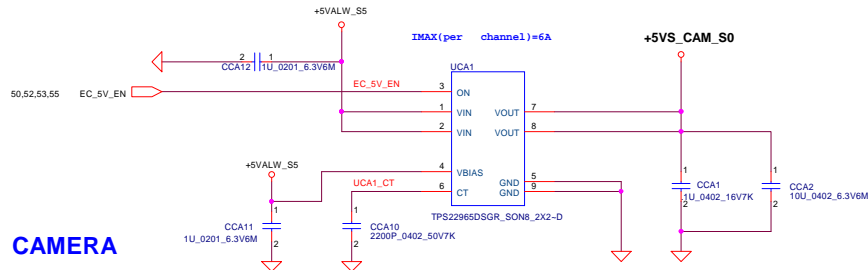 +5VALW_S5
IMAX(per channel)=6A
+5VS_CAM_S0
2 1
CCA12 1U_0201_6.3V6M
UCA1
50,52,53,55 EC_5V_EN
EC_5V_EN 3 ON
1 VIN VOUT 7
2 VIN VOUT 8
+5VALW_S5
4 VBIAS
UCA1_CT 6 CT
GND 5
GND 9
TPS22965DSGR_SON8_2X2~D
1
CCA11
1U_0201_6.3V6M
2
1
CCA10
2200P_0402_50V7K
2
1
CCA1
.1U_0402_16V7K
2
1
CCA2
10U_0402_6.3V6M
2
CAMERA